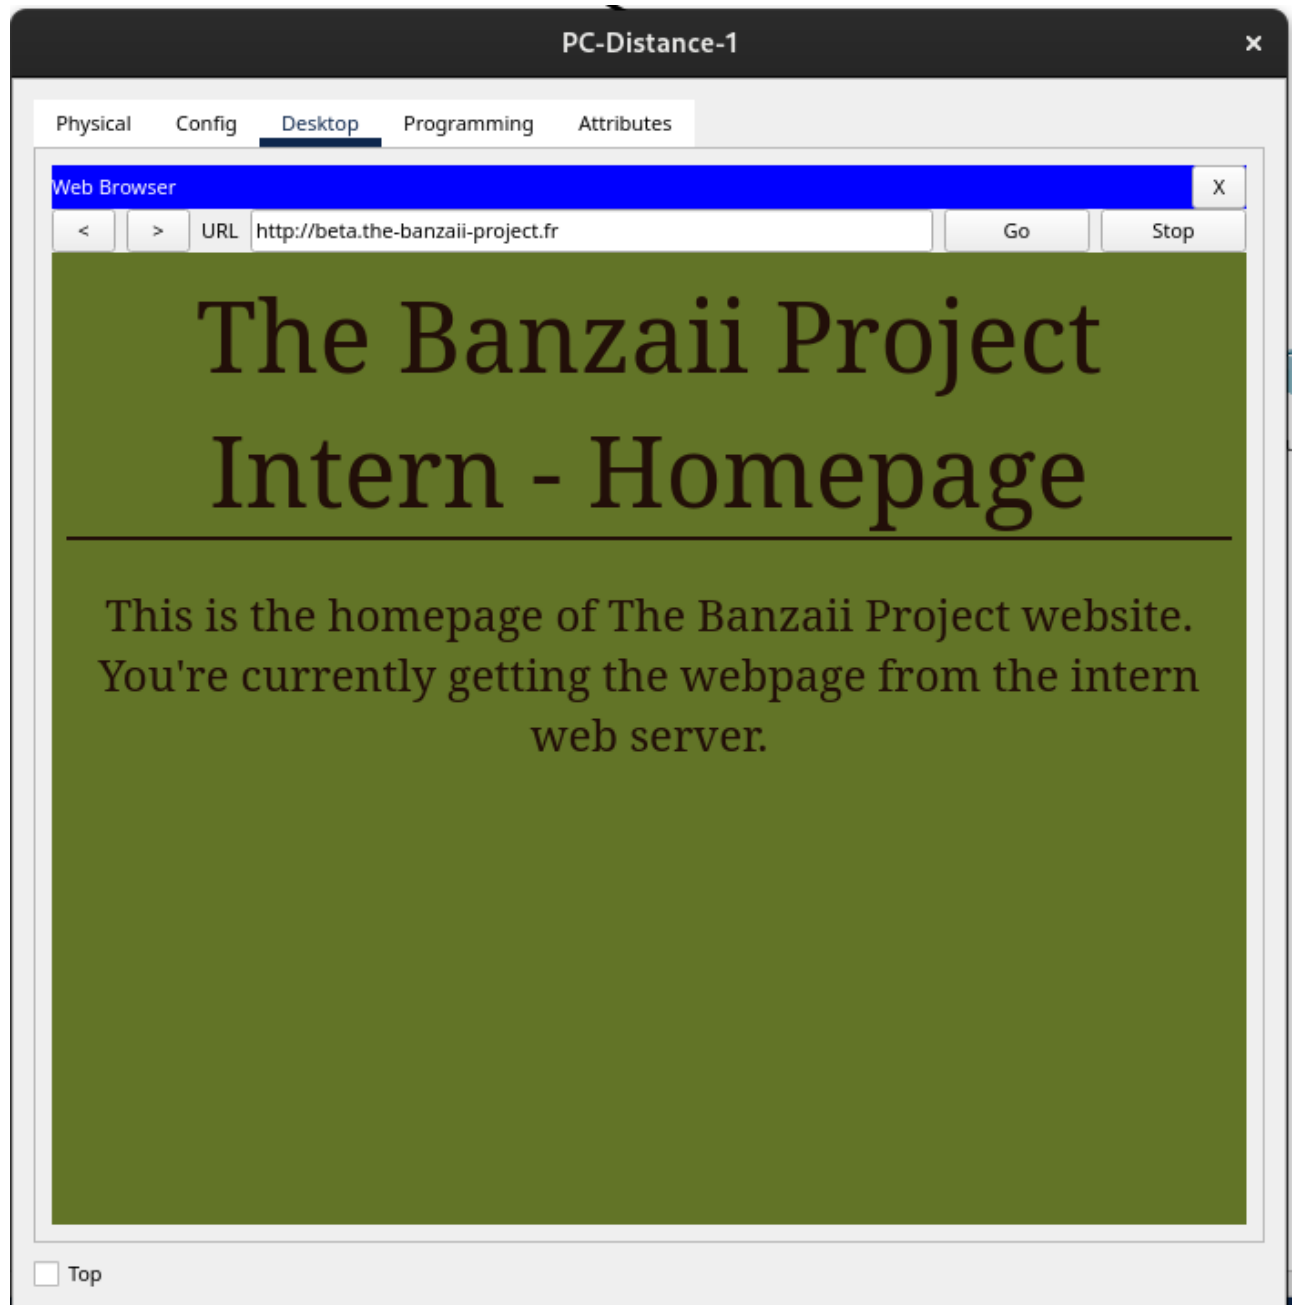 PC-Distance-1 ×
Physical Config Desktop Programming Attributes
Web Browser X
< > URL http://beta.the-banzaii-project.fr Go Stop
The Banzaii Project
Intern - Homepage
This is the homepage of The Banzaii Project website.
You're currently getting the webpage from the intern
web server.
Top